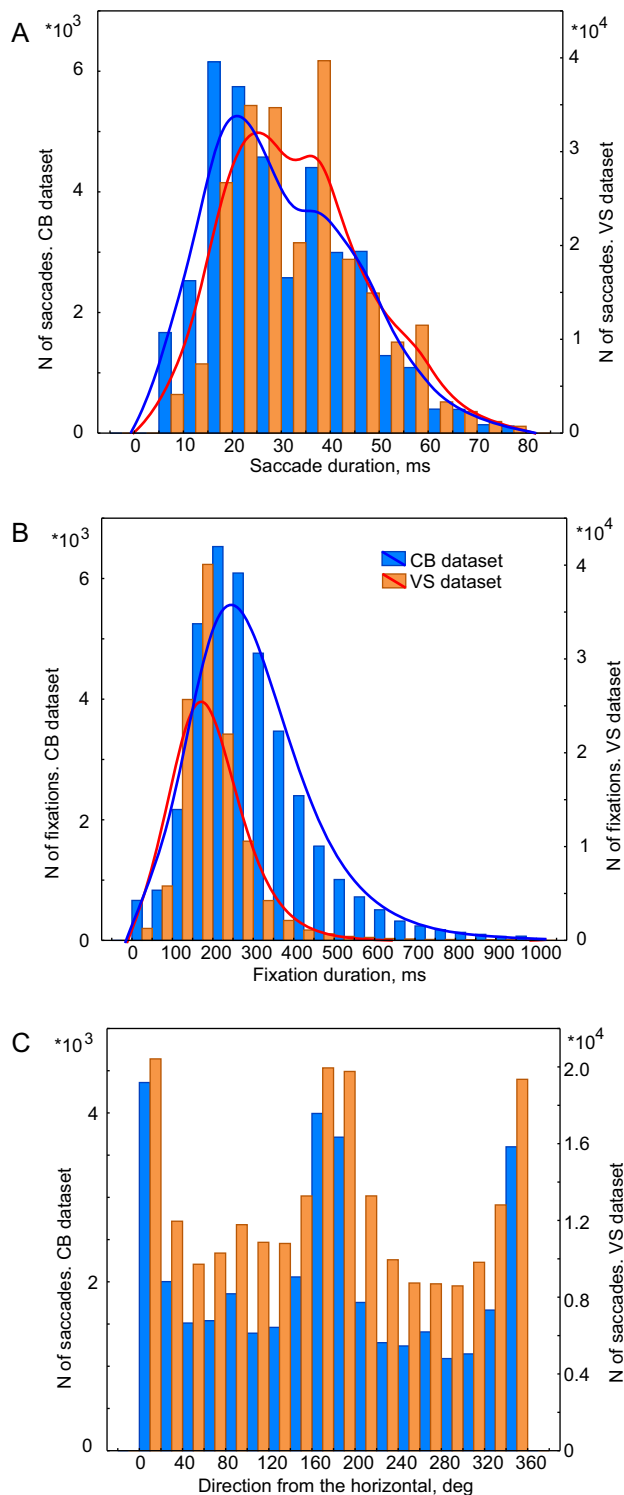 A
*10³
*10⁴
6
4
2
0
4
3
2
1
0
N of saccades. CB dataset
N of saccades. VS dataset
0 10 20 30 40 50 60 70 80
Saccade duration, ms
B
*10³
*10⁴
6
4
2
0
4
3
2
1
0
CB dataset
VS dataset
N of fixations. CB dataset
N of fixations. VS dataset
0 100 200 300 400 500 600 700 800 900 1000
Fixation duration, ms
C
*10³
*10⁴
4
2
0
2.0
1.6
1.2
0.8
0.4
0
N of saccades. CB dataset
N of saccades. VS dataset
0 40 80 120 160 200 240 280 320 360
Direction from the horizontal, deg